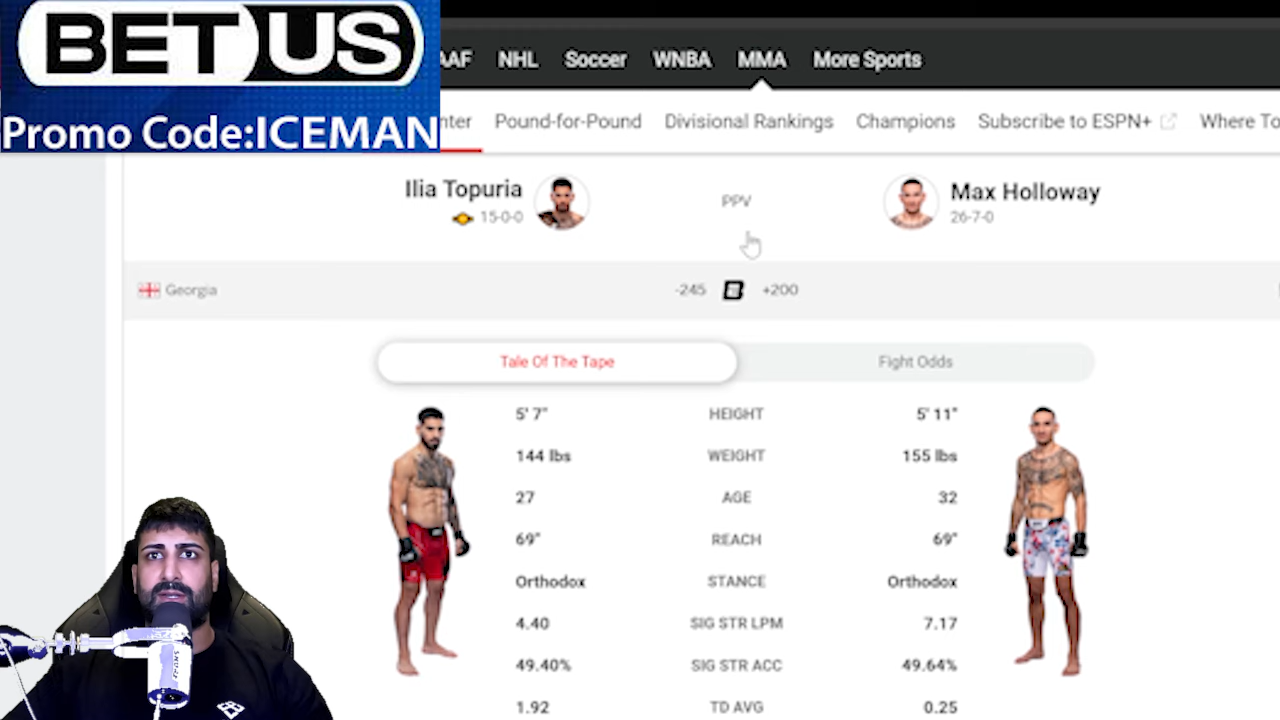 BETUS
Promo Code:ICEMAN
AAF NHL Soccer WNBA MMA More Sports
nter Pound-for-Pound Divisional Rankings Champions Subscribe to ESPN+ Where To
Ilia Topuria PPV Max Holloway
15-0-0 26-7-0
Georgia -245 B +200
Tale Of The Tape Fight Odds
5' 7" HEIGHT 5' 11"
144 lbs WEIGHT 155 lbs
27 AGE 32
69" REACH 69"
Orthodox STANCE Orthodox
4.40 SIG STR LPM 7.17
49.40% SIG STR ACC 49.64%
1.92 TD AVG 0.25